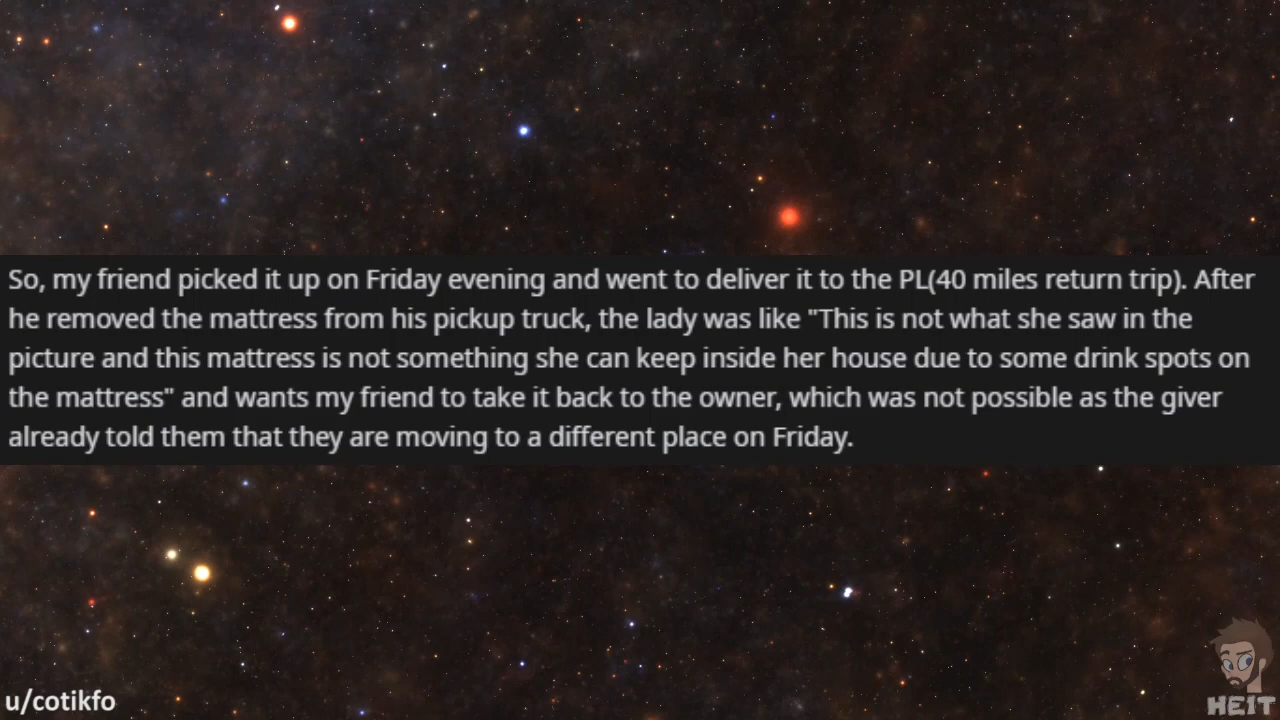 So, my friend picked it up on Friday evening and went to deliver it to the PL(40 miles return trip). After
he removed the mattress from his pickup truck, the lady was like "This is not what she saw in the
picture and this mattress is not something she can keep inside her house due to some drink spots on
the mattress" and wants my friend to take it back to the owner, which was not possible as the giver
already told them that they are moving to a different place on Friday.
u/cotikfo
HEIT